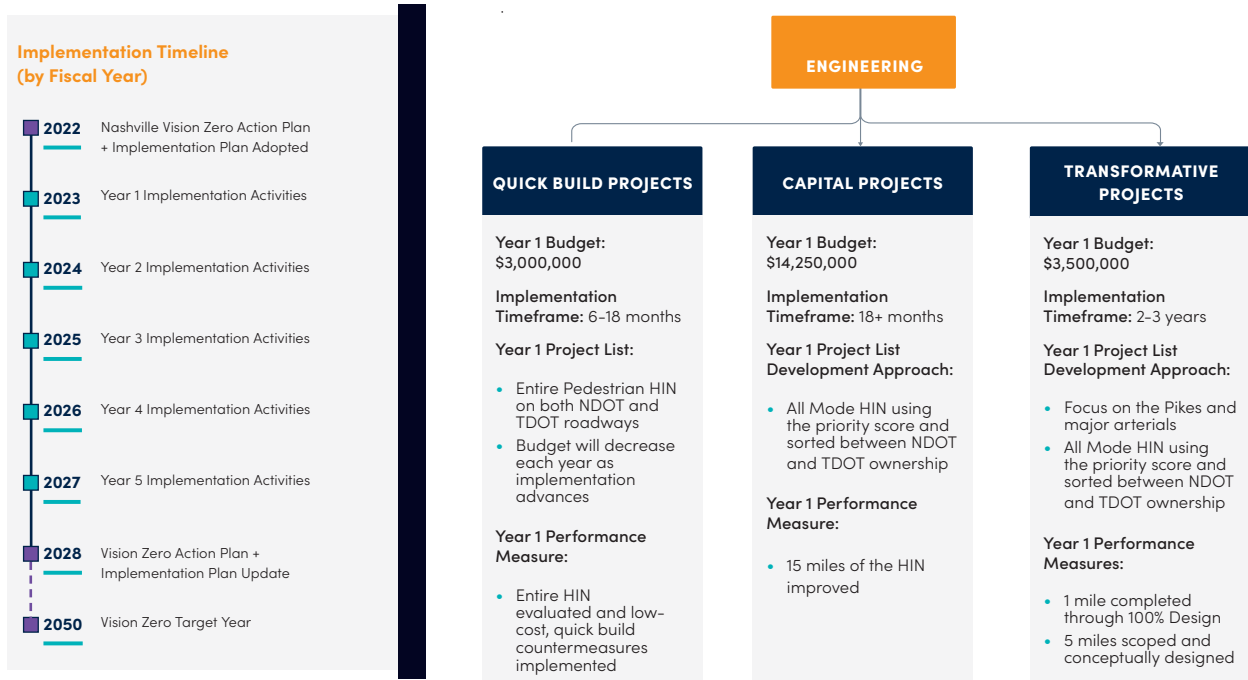 Implementation Timeline
(by Fiscal Year)
2022 Nashville Vision Zero Action Plan
+ Implementation Plan Adopted
2023 Year 1 Implementation Activities
2024 Year 2 Implementation Activities
2025 Year 3 Implementation Activities
2026 Year 4 Implementation Activities
2027 Year 5 Implementation Activities
2028 Vision Zero Action Plan +
Implementation Plan Update
2050 Vision Zero Target Year
ENGINEERING
QUICK BUILD PROJECTS
Year 1 Budget:
$3,000,000
Implementation
Timeframe: 6-18 months
Year 1 Project List:
• Entire Pedestrian HIN
on both NDOT and
TDOT roadways
• Budget will decrease
each year as
implementation
advances
Year 1 Performance
Measure:
• Entire HIN
evaluated and low-
cost, quick build
countermeasures
implemented
CAPITAL PROJECTS
Year 1 Budget:
$14,250,000
Implementation
Timeframe: 18+ months
Year 1 Project List
Development Approach:
• All Mode HIN using
the priority score and
sorted between NDOT
and TDOT ownership
Year 1 Performance
Measure:
• 15 miles of the HIN
improved
TRANSFORMATIVE
PROJECTS
Year 1 Budget:
$3,500,000
Implementation
Timeframe: 2-3 years
Year 1 Project List
Development Approach:
• Focus on the Pikes and
major arterials
• All Mode HIN using
the priority score and
sorted between NDOT
and TDOT ownership
Year 1 Performance
Measures:
• 1 mile completed
through 100% Design
• 5 miles scoped and
conceptually designed